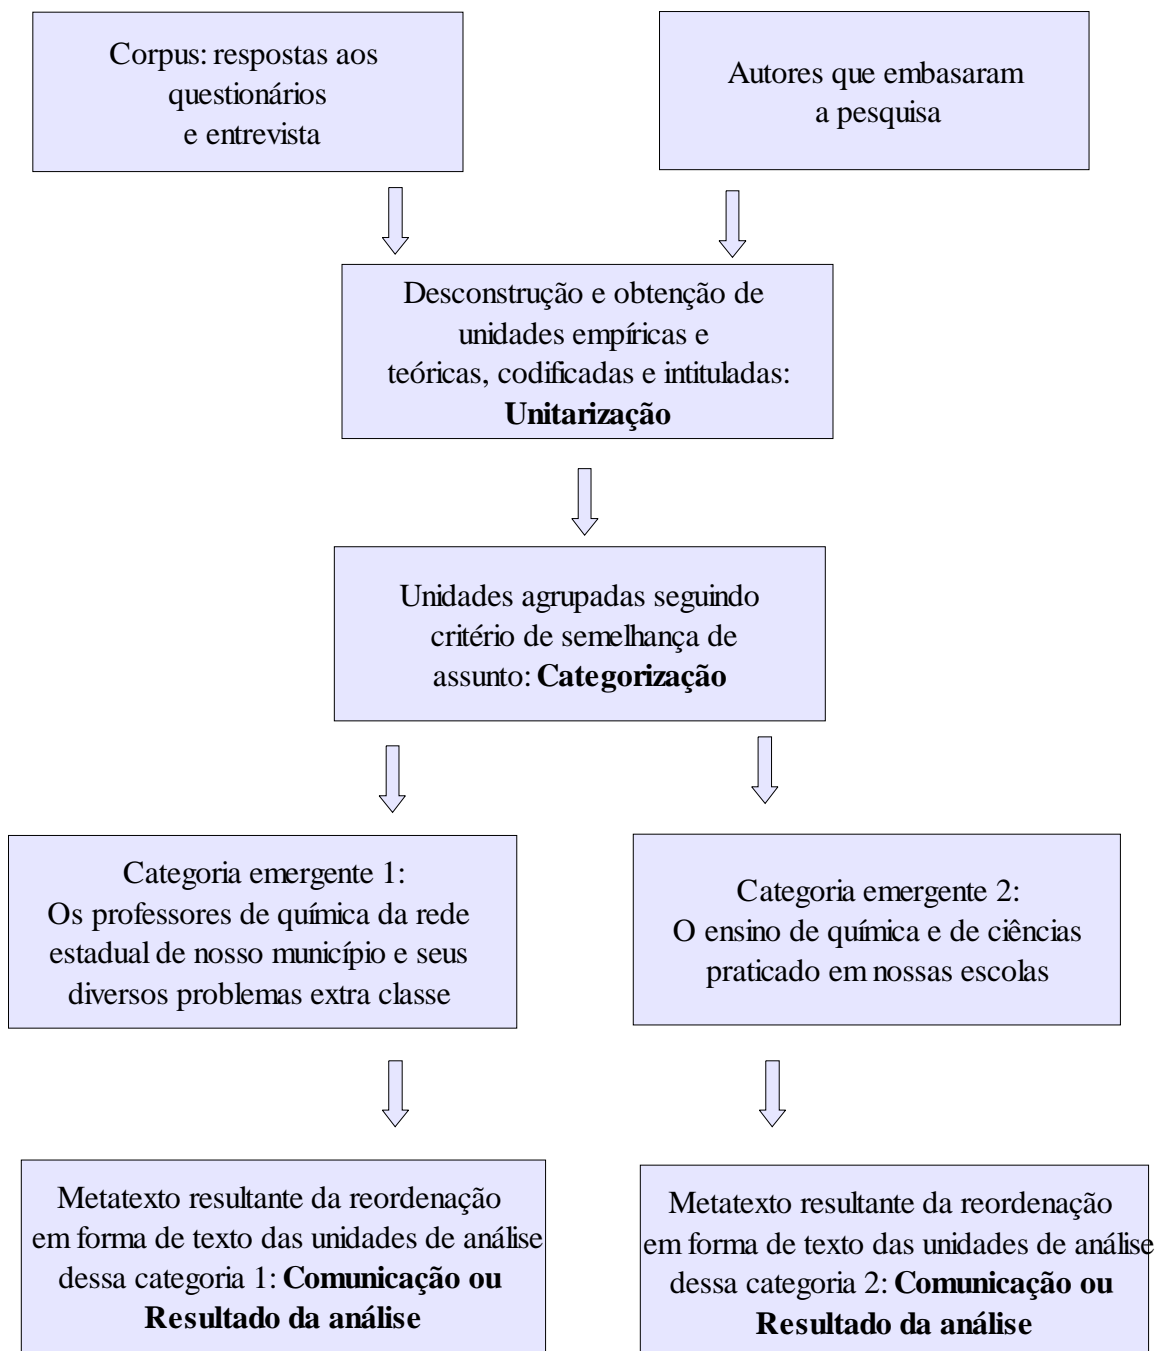 Corpus: respostas aos
questionários
e entrevista
Autores que embasaram
a pesquisa
Desconstrução e obtenção de
unidades empíricas e
teóricas, codificadas e intituladas:
Unitarização
Unidades agrupadas seguindo
critério de semelhança de
assunto: Categorização
Categoria emergente 1:
Os professores de química da rede
estadual de nosso município e seus
diversos problemas extra classe
Categoria emergente 2:
O ensino de química e de ciências
praticado em nossas escolas
Metatexto resultante da reordenação
em forma de texto das unidades de análise
dessa categoria 1: Comunicação ou
Resultado da análise
Metatexto resultante da reordenação
em forma de texto das unidades de análise
dessa categoria 2: Comunicação ou
Resultado da análise